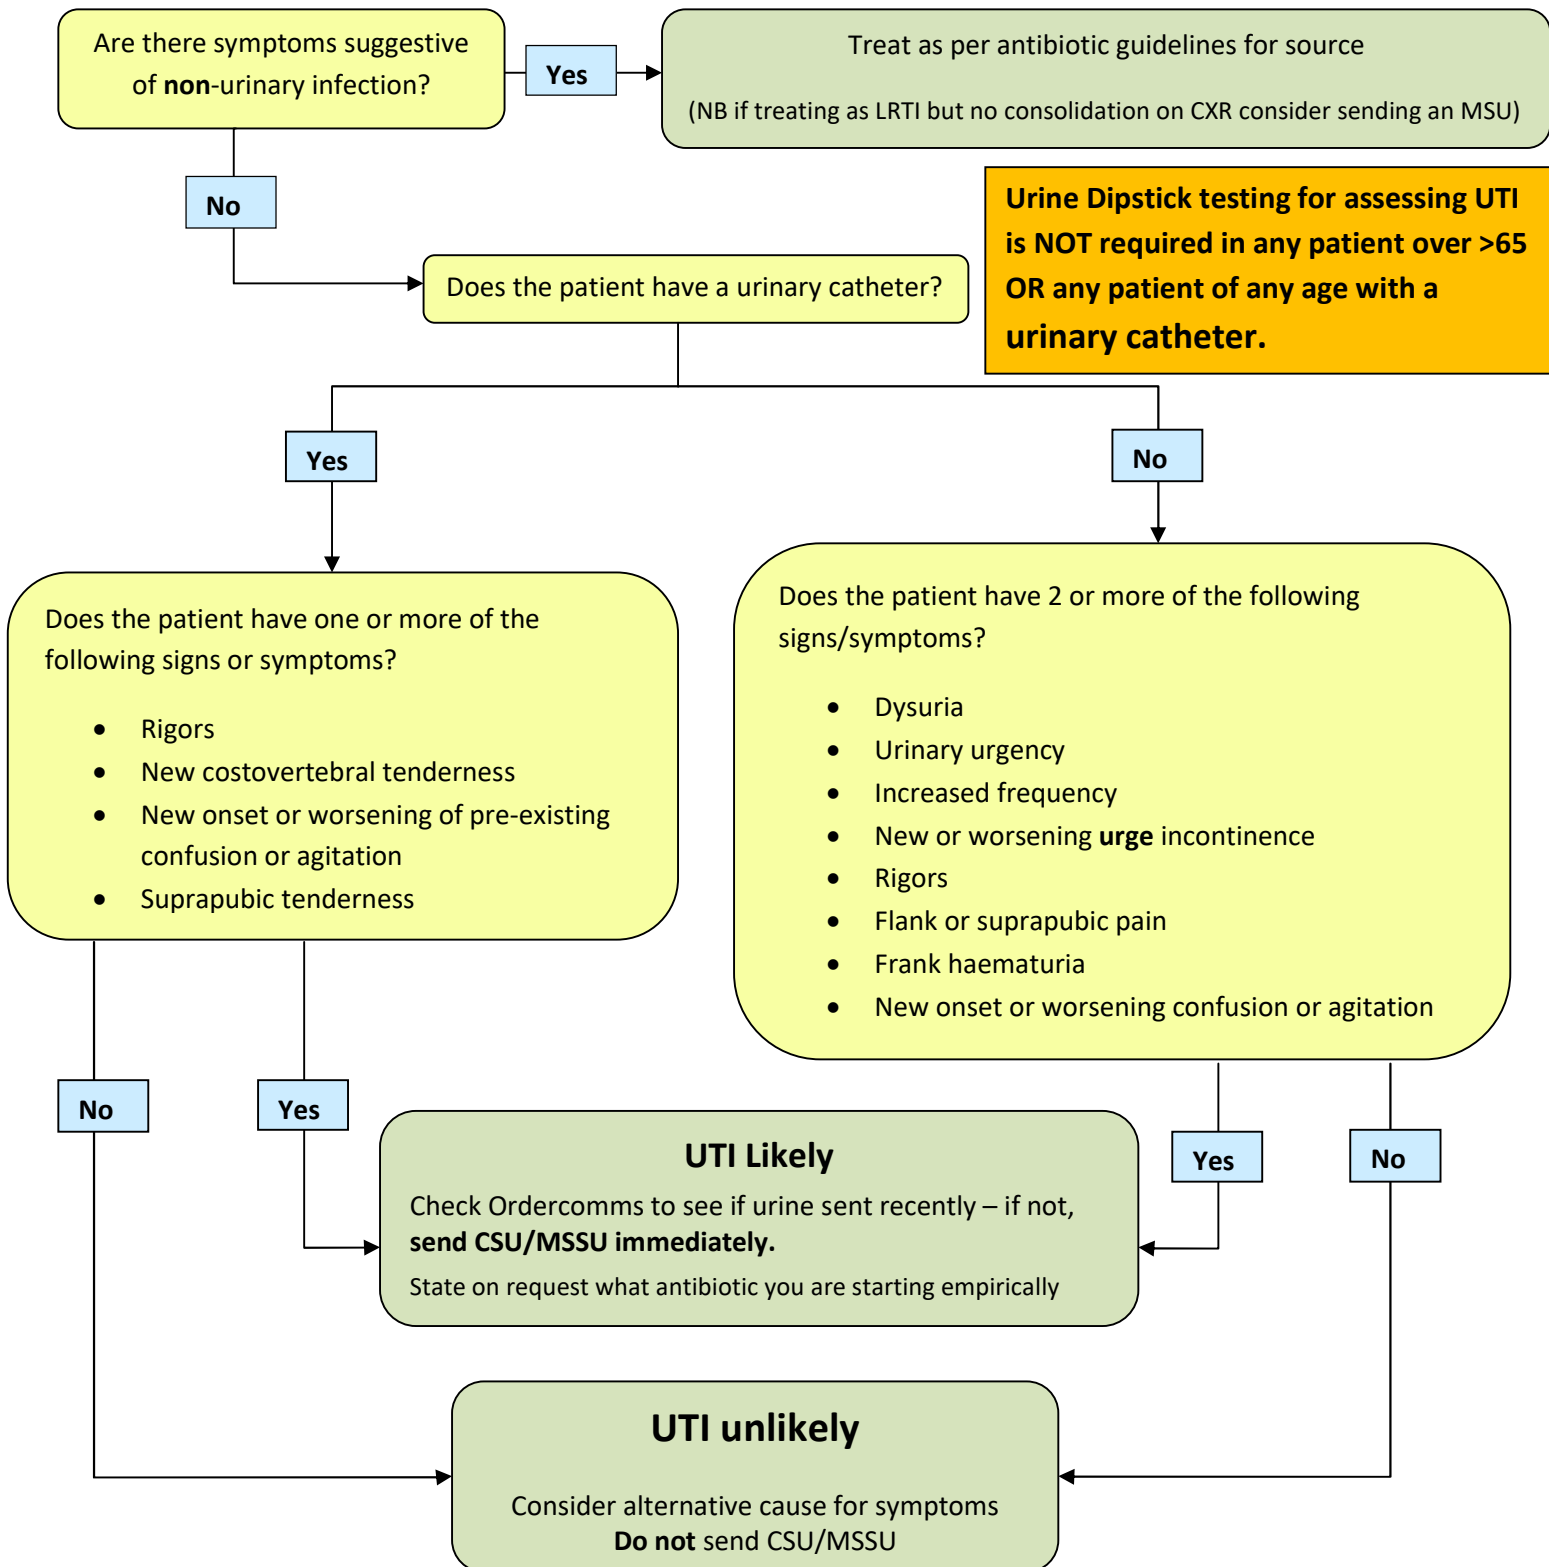 Are there symptoms suggestive
of non-urinary infection?
Yes
Treat as per antibiotic guidelines for source
(NB if treating as LRTI but no consolidation on CXR consider sending an MSU)
No
Urine Dipstick testing for assessing UTI
is NOT required in any patient over >65
OR any patient of any age with a
urinary catheter.
Does the patient have a urinary catheter?
Yes
No
Does the patient have one or more of the
following signs or symptoms?
• Rigors
• New costovertebral tenderness
• New onset or worsening of pre-existing
confusion or agitation
• Suprapubic tenderness
Does the patient have 2 or more of the following
signs/symptoms?
• Dysuria
• Urinary urgency
• Increased frequency
• New or worsening urge incontinence
• Rigors
• Flank or suprapubic pain
• Frank haematuria
• New onset or worsening confusion or agitation
No
Yes
Yes
No
UTI Likely
Check Ordercomms to see if urine sent recently – if not,
send CSU/MSSU immediately.
State on request what antibiotic you are starting empirically
UTI unlikely
Consider alternative cause for symptoms
Do not send CSU/MSSU